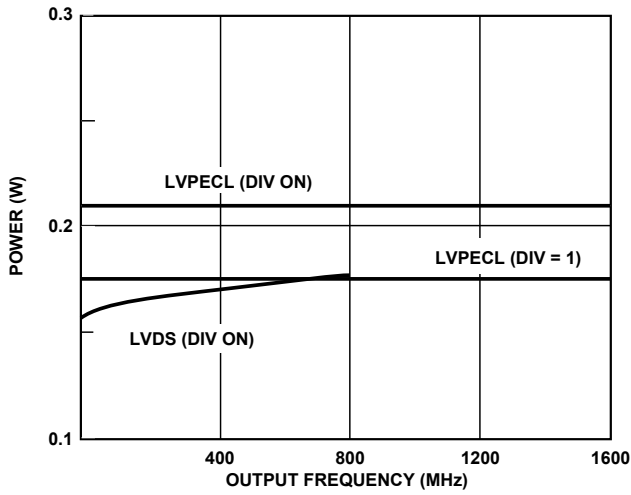 0.3
LVPECL (DIV ON)
POWER (W)
0.2
LVPECL (DIV = 1)
LVDS (DIV ON)
0.1
400
800
1200
1600
OUTPUT FREQUENCY (MHz)